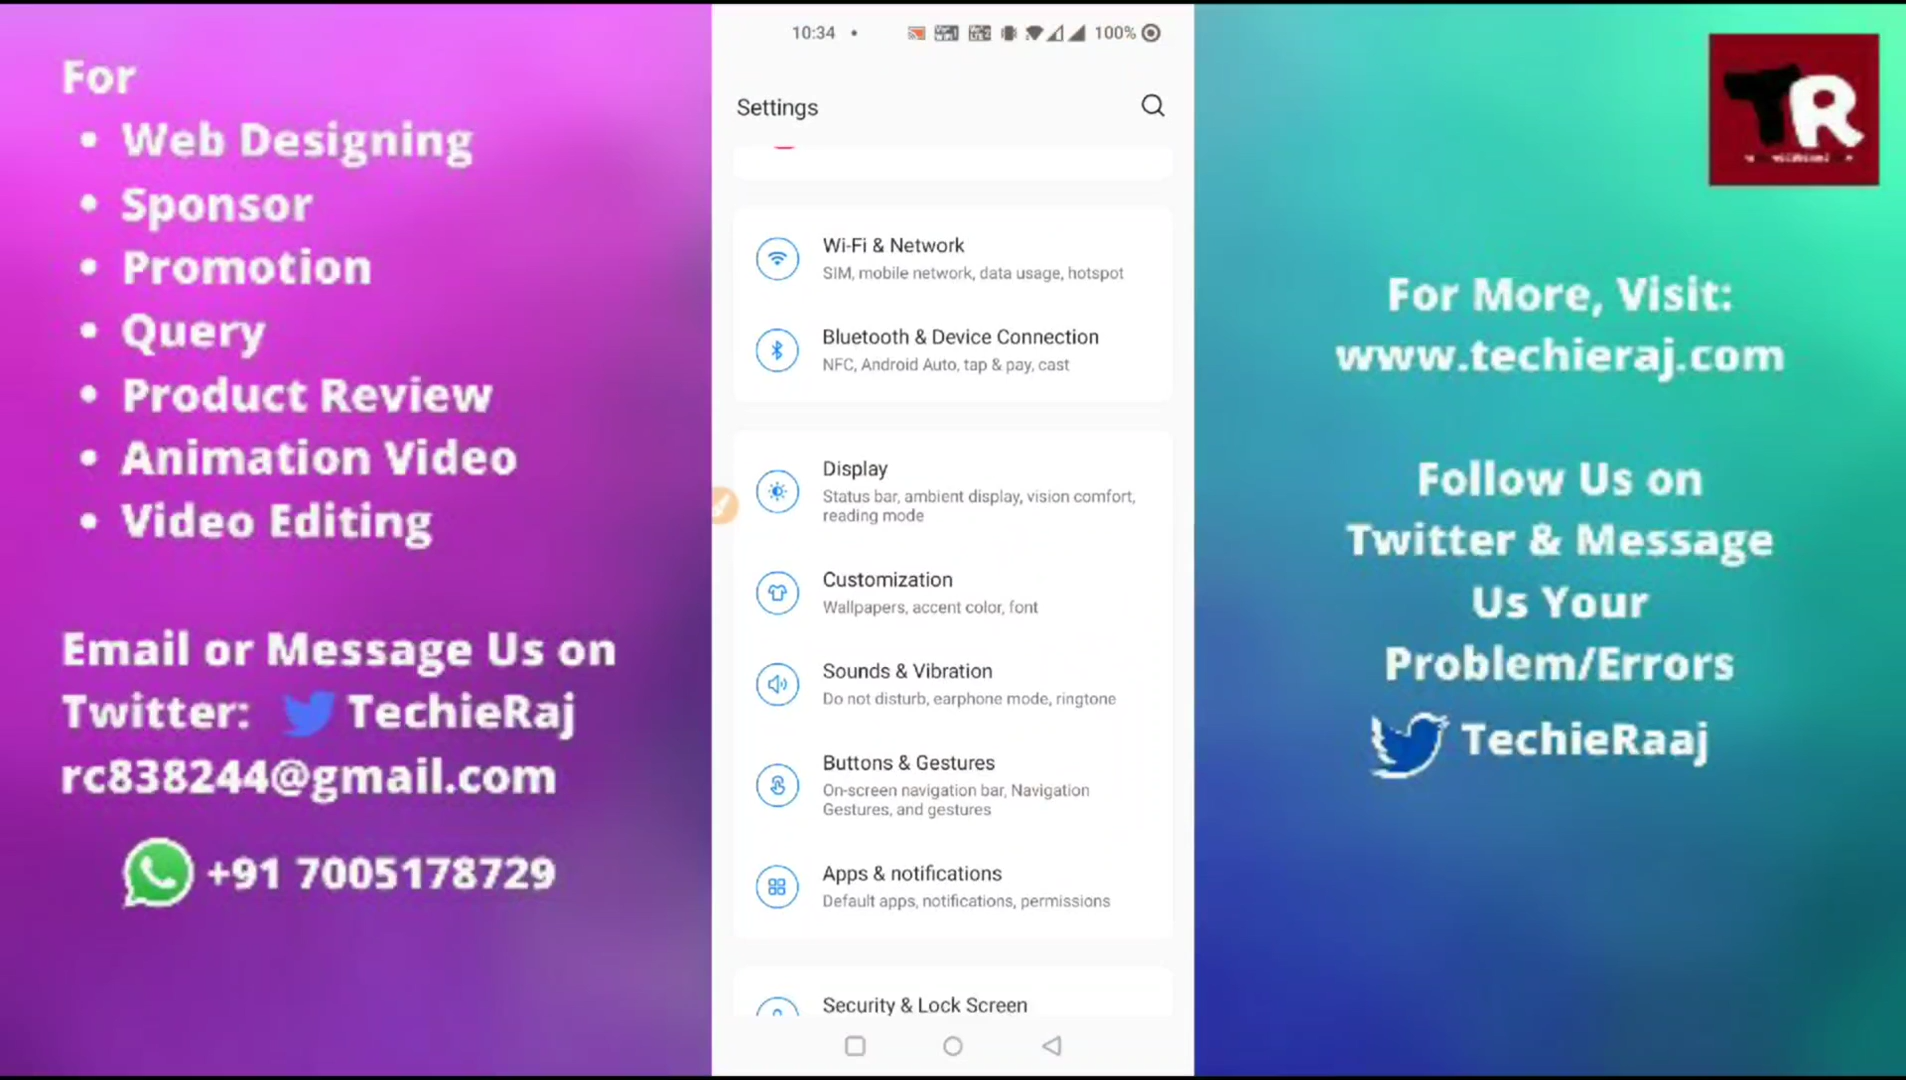 For
• Web Designing
• Sponsor
• Promotion
• Query
• Product Review
• Animation Video
• Video Editing
Email or Message Us on
Twitter: TechieRaj
rc838244@gmail.com
+91 7005178729
10:34
100%
Settings
Wi-Fi & Network
SIM, mobile network, data usage, hotspot
Bluetooth & Device Connection
NFC, Android Auto, tap & pay, cast
Display
Status bar, ambient display, vision comfort,
reading mode
Customization
Wallpapers, accent color, font
Sounds & Vibration
Do not disturb, earphone mode, ringtone
Buttons & Gestures
On-screen navigation bar, Navigation
Gestures, and gestures
Apps & notifications
Default apps, notifications, permissions
Security & Lock Screen
TR
For More, Visit:
www.techieraj.com
Follow Us on
Twitter & Message
Us Your
Problem/Errors
TechieRaaj